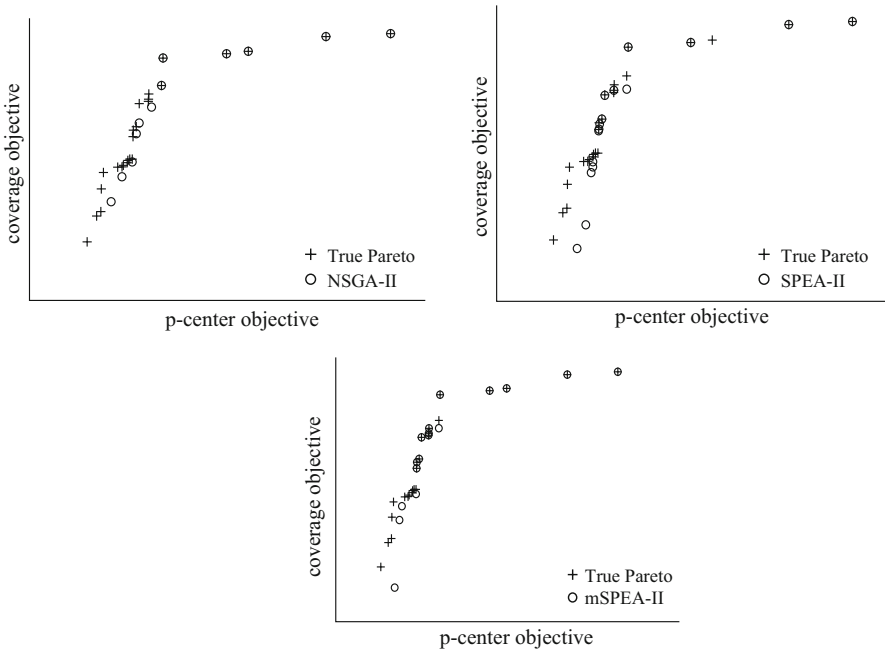 coverage objective
+ True Pareto
o NSGA-II
p-center objective
coverage objective
+ True Pareto
o SPEA-II
p-center objective
coverage objective
+ True Pareto
o mSPEA-II
p-center objective